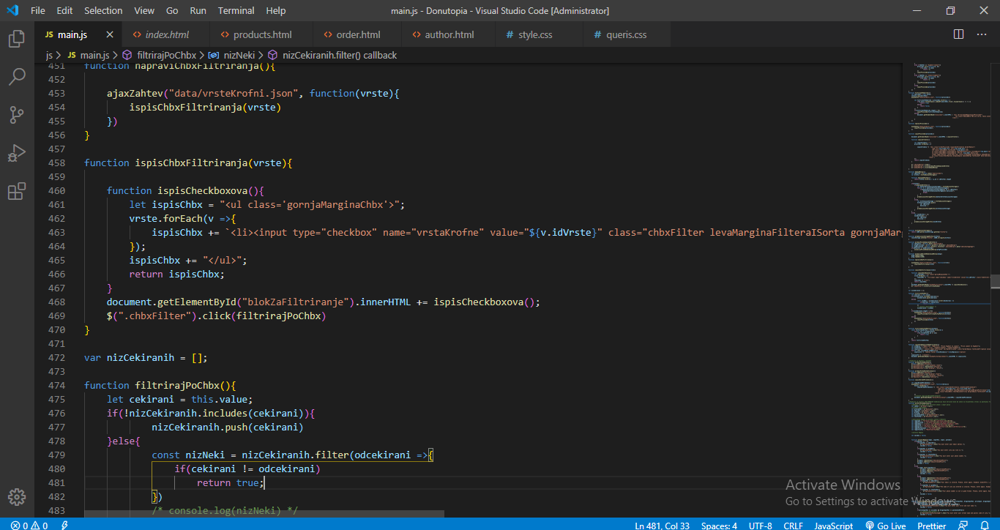 File Edit Selection View Go Run Terminal Help main.js - Donutopia - Visual Studio Code [Administrator]
JS main.js index.html products.html order.html author.html # style.css # queris.css
js > JS main.js > filtrirajPoChbx > nizNeki > nizCekiranih.filter() callback
451 function napraviChbxFiltriranja(){
452
453 ajaxZahtev("data/vrsteKrofni.json", function(vrste){
454 ispisChbxFiltriranja(vrste)
455 })
456 }
457
458 function ispisChbxFiltriranja(vrste){
459
460 function ispisCheckboxova(){
461 let ispisChbx = "<ul class='gornjaMarginaChbx'>";
462 vrste.forEach(v =>{
463 ispisChbx += `<li><input type="checkbox" name="vrstaKrofne" value="${v.idVrste}" class="chbxFilter levaMarginaFilteraISorta gornjaMar
464 });
465 ispisChbx += "</ul>";
466 return ispisChbx;
467 }
468 document.getElementById("blokZaFiltriranje").innerHTML += ispisCheckboxova();
469 $(".chbxFilter").click(filtrirajPoChbx)
470 }
471
472 var nizCekiranih = [];
473
474 function filtrirajPoChbx(){
475 let cekirani = this.value;
476 if(!nizCekiranih.includes(cekirani)){
477 nizCekiranih.push(cekirani)
478 }else{
479 const nizNeki = nizCekiranih.filter(odcekirani =>{
480 if(cekirani != odcekirani)
481 return true;
482 })
483 /* console.log(nizNeki) */
Activate Windows
Go to Settings to activate Windows.
0 0 Ln 481, Col 33 Spaces: 4 UTF-8 CRLF JavaScript Go Live Prettier